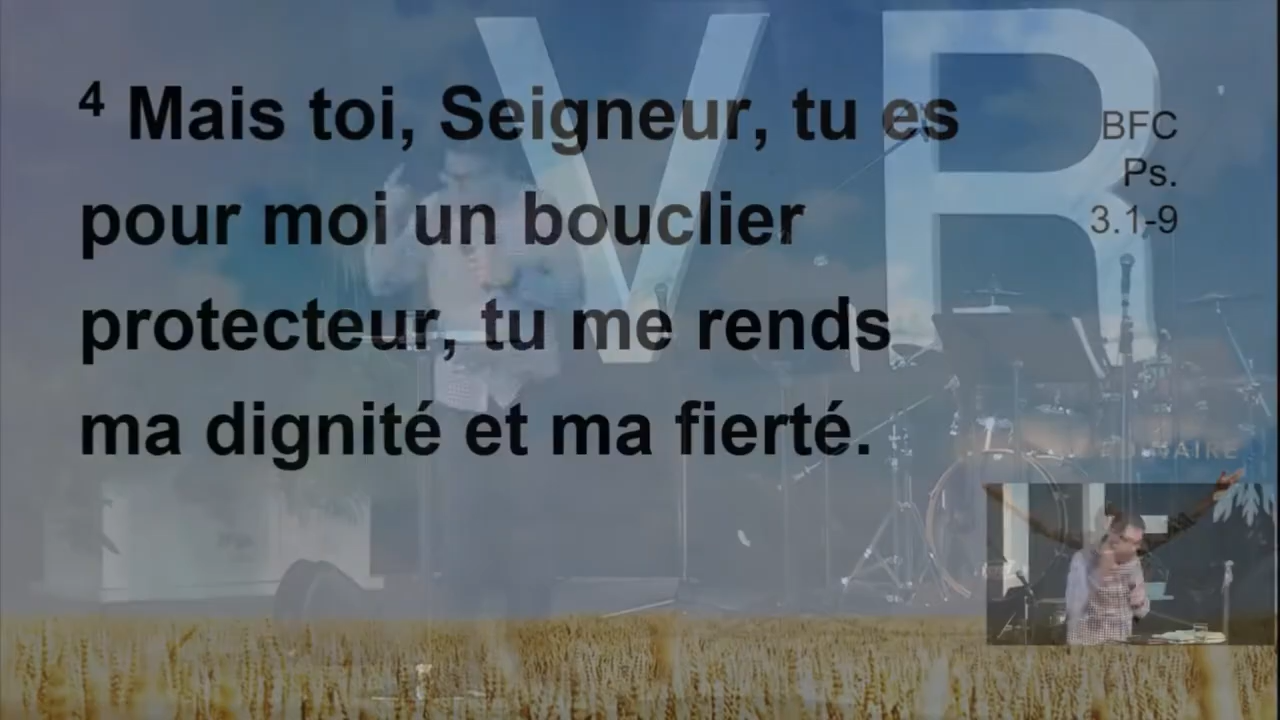 V R
4 Mais toi, Seigneur, tu es
pour moi un bouclier
protecteur, tu me rends
ma dignité et ma fierté.
BFC
Ps.
3.1-9